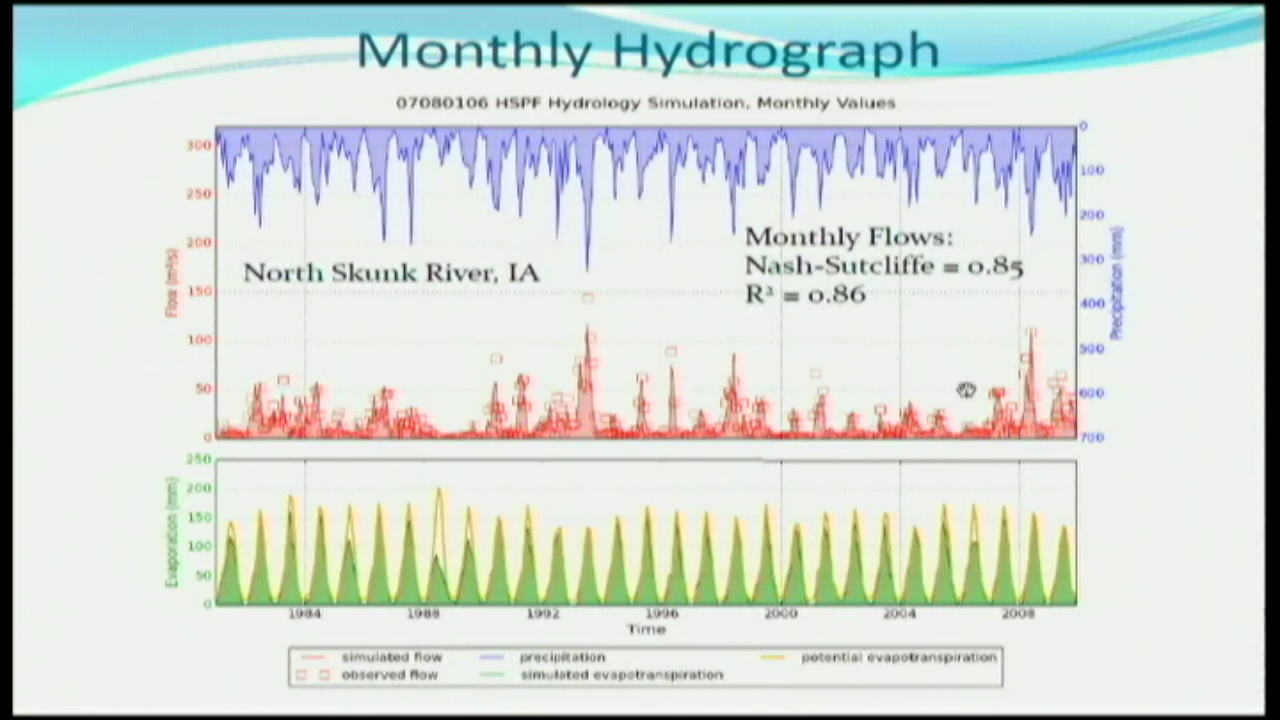 Monthly Hydrograph
07080106 HSPF Hydrology Simulation, Monthly Values
300
250
200
150
100
50
0
Flow (m³/s)
0
100
200
300
400
500
600
700
Precipitation (mm)
North Skunk River, IA
Monthly Flows:
Nash-Sutcliffe = 0.85
R² = 0.86
250
200
150
100
50
0
Evaporation (mm)
1984 1988 1992 1996 2000 2004 2008
Time
simulated flow precipitation potential evapotranspiration
observed flow simulated evapotranspiration